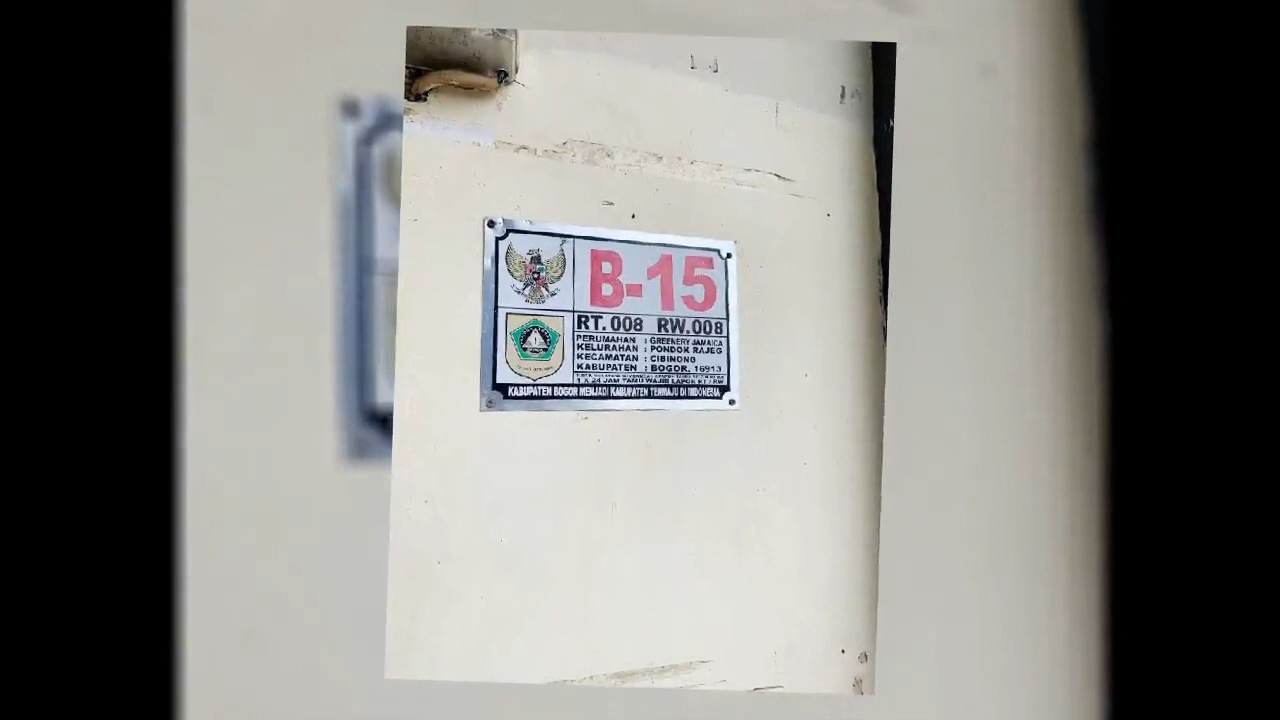 B-15
RT. 008 RW. 008
PERUMAHAN : GREENERY JAMAICA
KELURAHAN : PONDOK RAJEG
KECAMATAN : CIBINONG
KABUPATEN : BOGOR, 16913
1 X 24 JAM TAMU WAJIB LAPOR RT / RW
KABUPATEN BOGOR MENJADI KABUPATEN TERMAJU DI INDONESIA